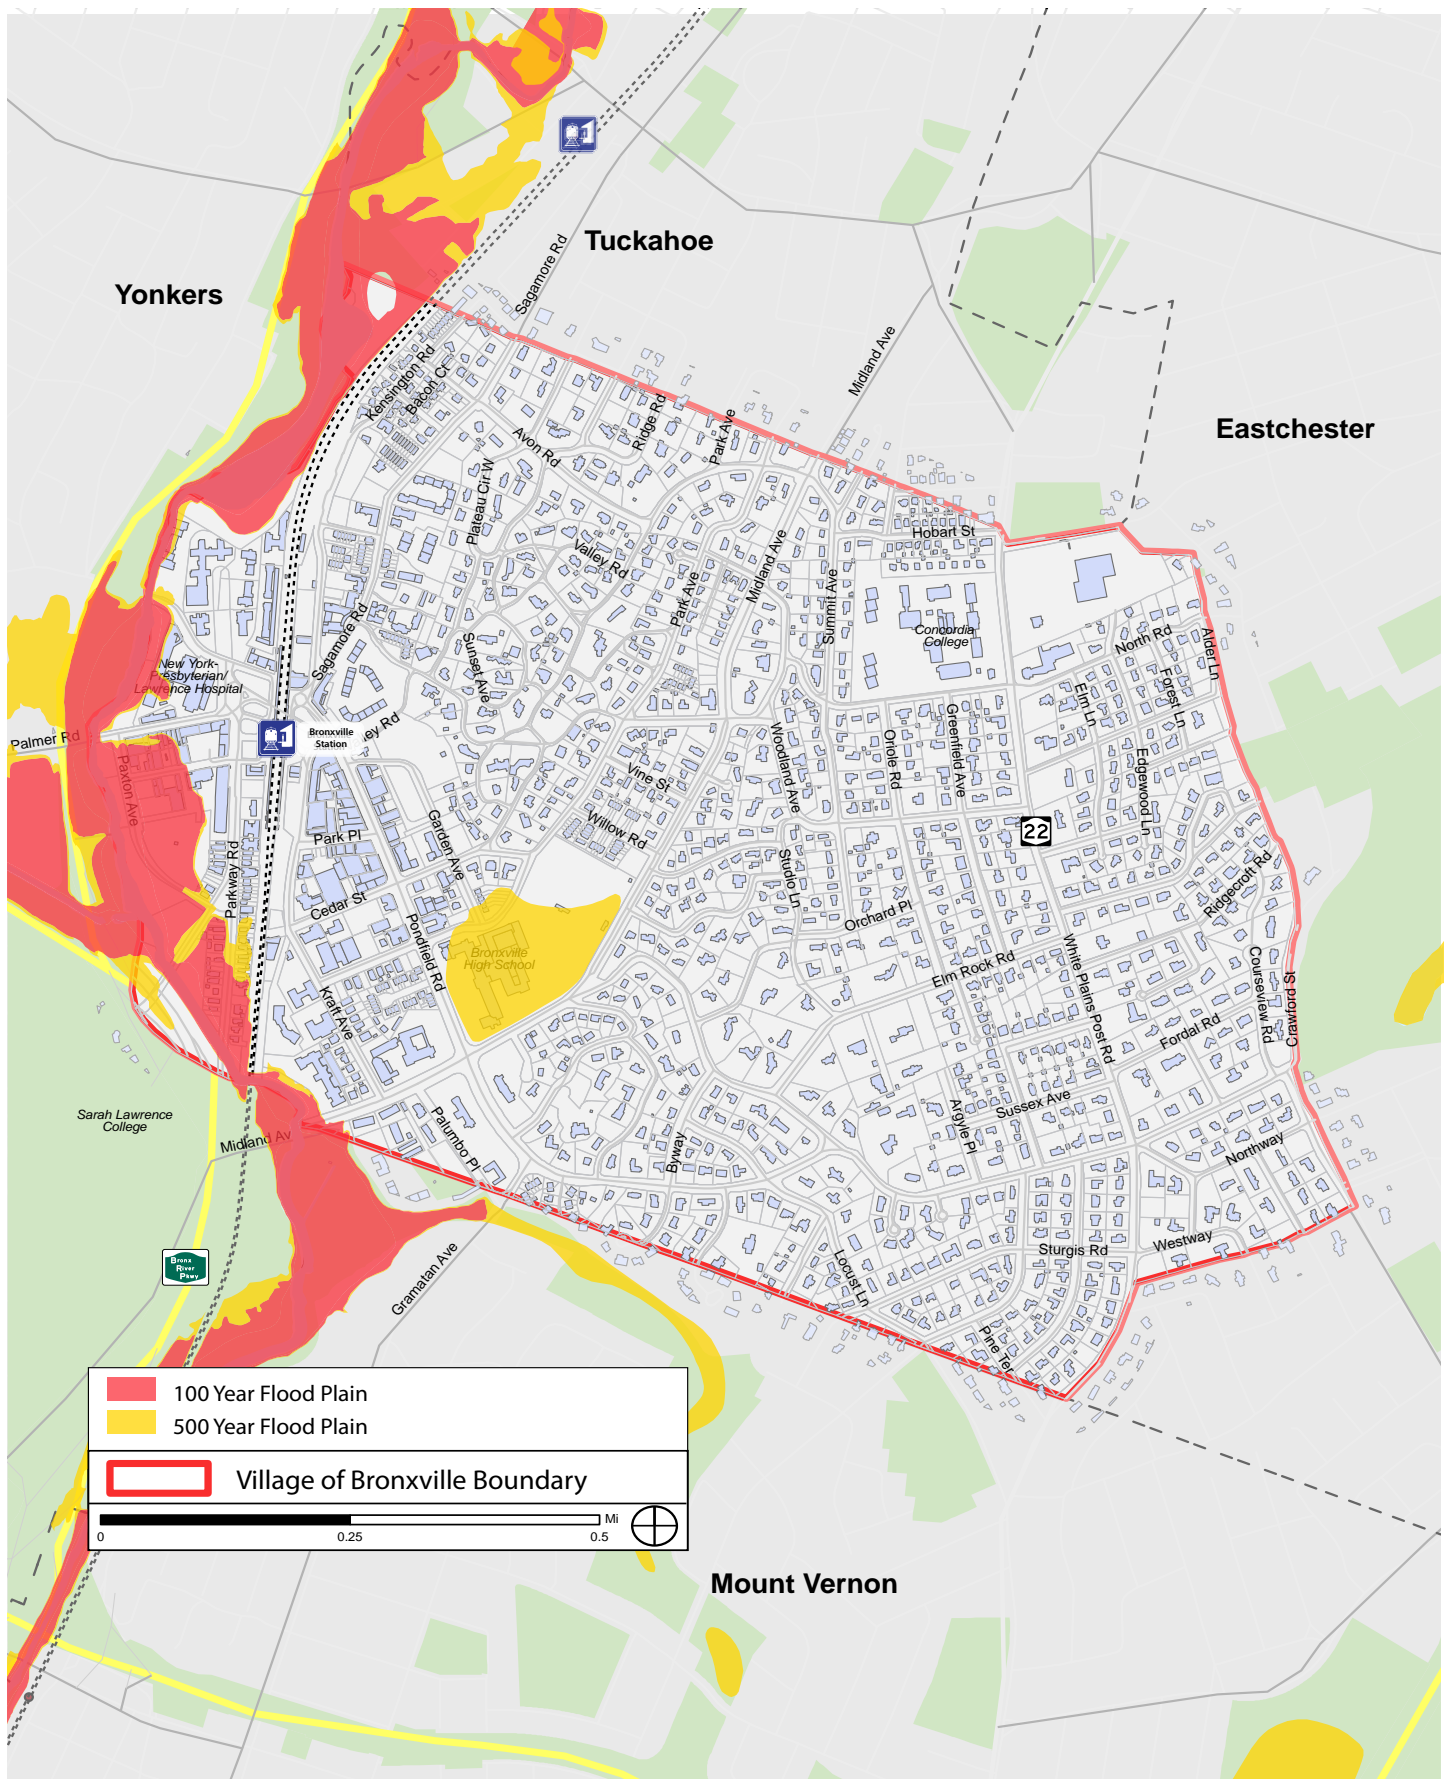 Tuckahoe
Yonkers
Eastchester
Sagamore Rd
Midland Ave
Kensington Rd
Bacon Ct
Ridge Rd
Park Ave
Avon Rd
Plateau Cir W
Hobart St
Valley Rd
Midland Ave
Park Ave
Summit Ave
Concordia
College
North Rd
Alder Ln
Sagamore Rd
Sunset Ave
New York-
Presbyterian/
Lawrence Hospital
Elm Ln
Forest Ln
Palmer Rd
Bronxville
Station
ley Rd
Woodland Ave
Oriole Rd
Greenfield Ave
Edgewood Ln
Paxton Ave
Vine St
Willow Rd
Park Pl
Garden Ave
22
Parkway Rd
Studio Ln
Cedar St
Pondfield Rd
Orchard Pl
Ridgecroft Rd
Bronxville
High School
Elm Rock Rd
White Plains Post Rd
Courseview Rd
Crawford St
Kraft Ave
Fordal Rd
Sarah Lawrence
College
Midland Av
Palumbo Pl
Byway
Argyle Pl
Sussex Ave
Northway
Bronx
River
Pkwy
Gramatan Ave
Locust Ln
Sturgis Rd
Westway
Pine Ter
100 Year Flood Plain
500 Year Flood Plain
Village of Bronxville Boundary
Mi
0 0.25 0.5
Mount Vernon